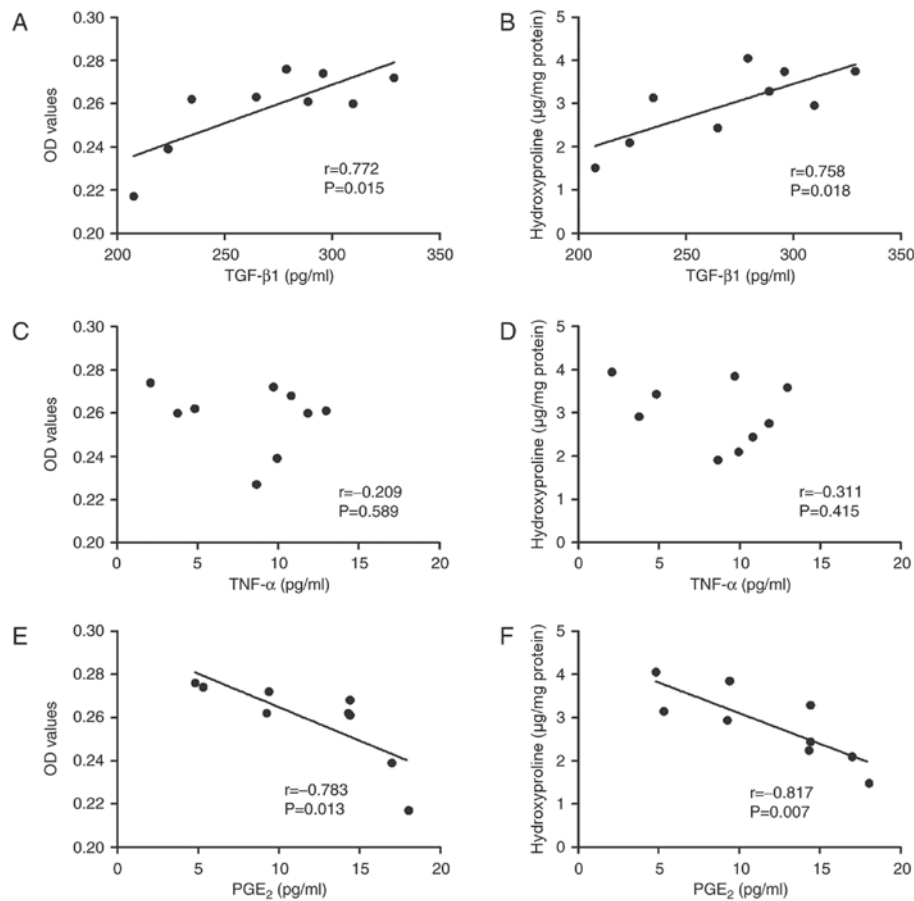 A
OD values
0.30
0.28
0.26
0.24
0.22
0.20
r=0.772
P=0.015
200
250
300
350
TGF-β1 (pg/ml)
B
Hydroxyproline (µg/mg protein)
5
4
3
2
1
0
r=0.758
P=0.018
200
250
300
350
TGF-β1 (pg/ml)
C
OD values
0.30
0.28
0.26
0.24
0.22
0.20
r=−0.209
P=0.589
0
5
10
15
20
TNF-α (pg/ml)
D
Hydroxyproline (µg/mg protein)
5
4
3
2
1
0
r=−0.311
P=0.415
0
5
10
15
20
TNF-α (pg/ml)
E
OD values
0.30
0.28
0.26
0.24
0.22
0.20
r=−0.783
P=0.013
0
5
10
15
20
PGE₂ (pg/ml)
F
Hydroxyproline (µg/mg protein)
5
4
3
2
1
0
r=−0.817
P=0.007
0
5
10
15
20
PGE₂ (pg/ml)